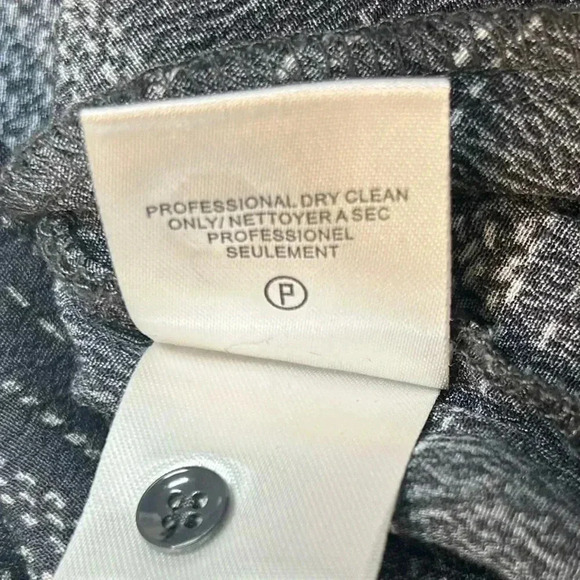 PROFESSIONAL DRY CLEAN
ONLY/ NETTOYER A SEC
PROFESSIONEL
SEULEMENT
P